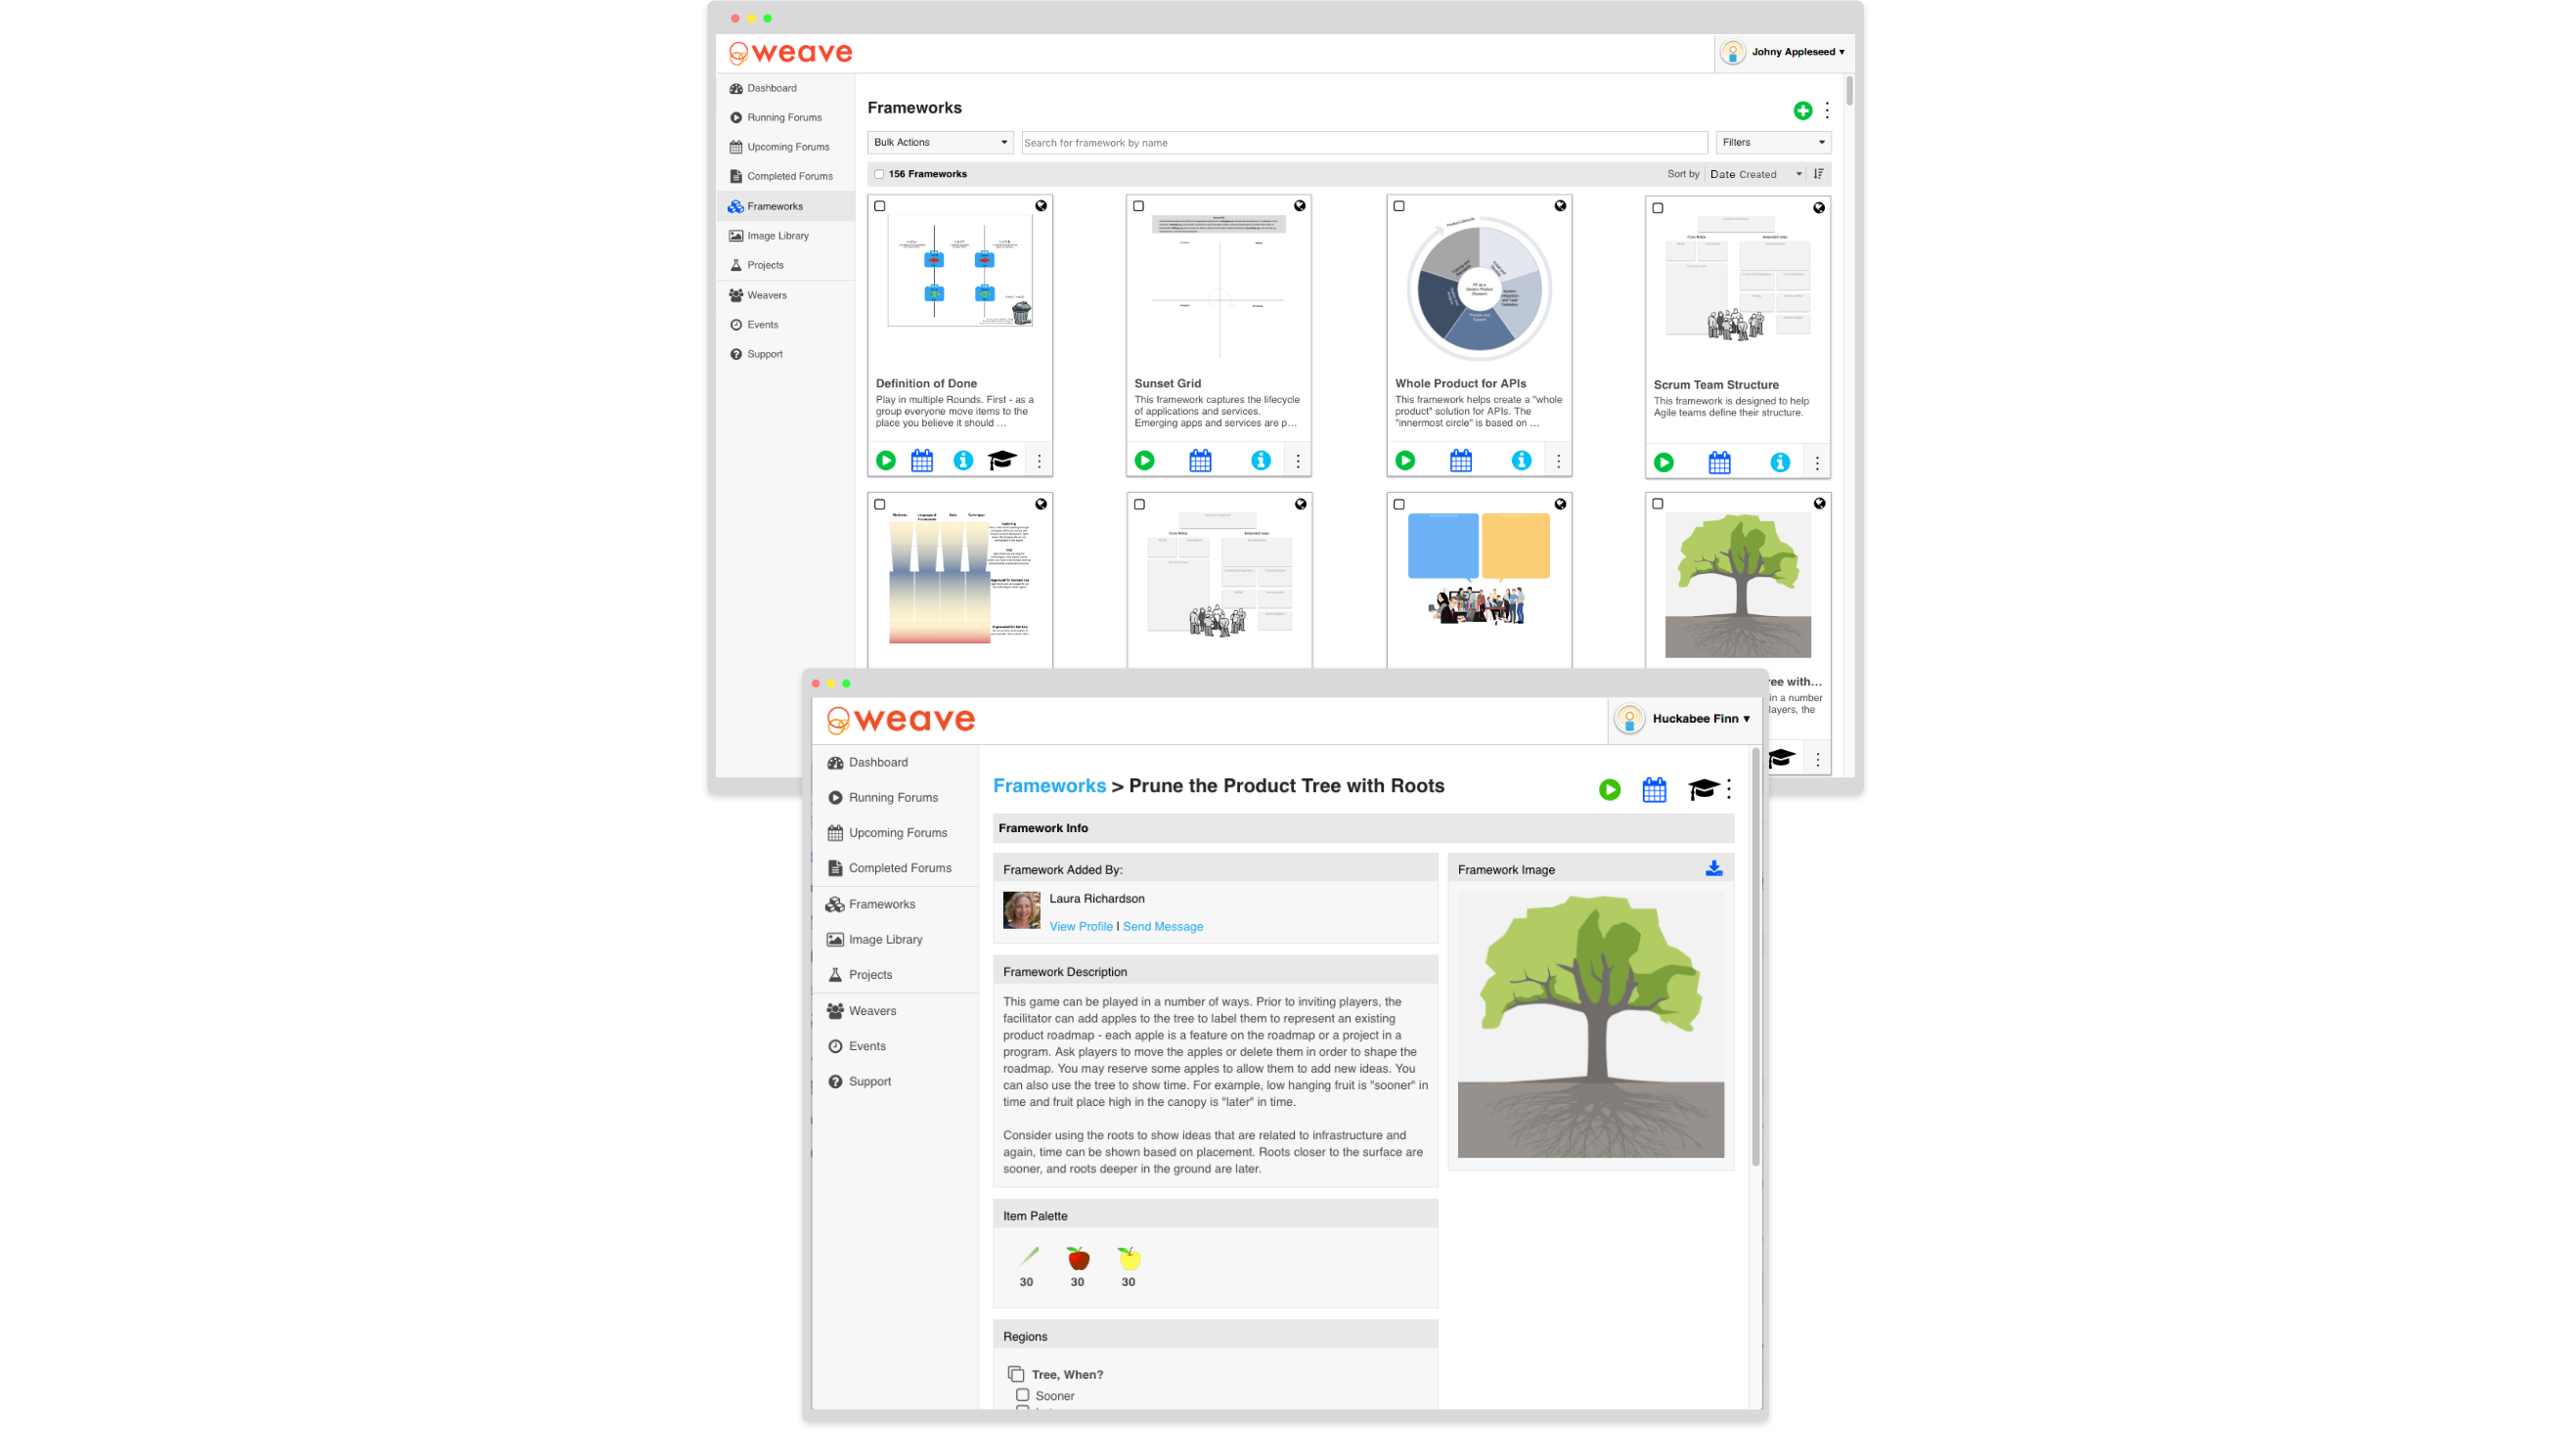 weave
Johny Appleseed ▾
Dashboard
Running Forums
Upcoming Forums
Completed Forums
Frameworks
Image Library
Projects
Weavers
Events
Support
Frameworks
Bulk Actions
Search for framework by name
Filters
156 Frameworks
Sort by Date Created
Definition of Done
Play in multiple Rounds. First - as a
group everyone move items to the
place you believe it should ...
Sunset Grid
This framework captures the lifecycle
of applications and services.
Emerging apps and services are p...
Whole Product for APIs
This framework helps create a "whole
product" solution for APIs. The
"innermost circle" is based on ...
Scrum Team Structure
This framework is designed to help
Agile teams define their structure.
ree with...
in a number
layers, the
weave
Huckabee Finn ▾
Dashboard
Running Forums
Upcoming Forums
Completed Forums
Frameworks
Image Library
Projects
Weavers
Events
Support
Frameworks > Prune the Product Tree with Roots
Framework Info
Framework Added By:
Laura Richardson
View Profile | Send Message
Framework Description
This game can be played in a number of ways. Prior to inviting players, the
facilitator can add apples to the tree to label them to represent an existing
product roadmap - each apple is a feature on the roadmap or a project in a
program. Ask players to move the apples or delete them in order to shape the
roadmap. You may reserve some apples to allow them to add new ideas. You
can also use the tree to show time. For example, low hanging fruit is "sooner" in
time and fruit place high in the canopy is "later" in time.
Consider using the roots to show ideas that are related to infrastructure and
again, time can be shown based on placement. Roots closer to the surface are
sooner, and roots deeper in the ground are later.
Framework Image
Item Palette
30 30 30
Regions
Tree, When?
Sooner